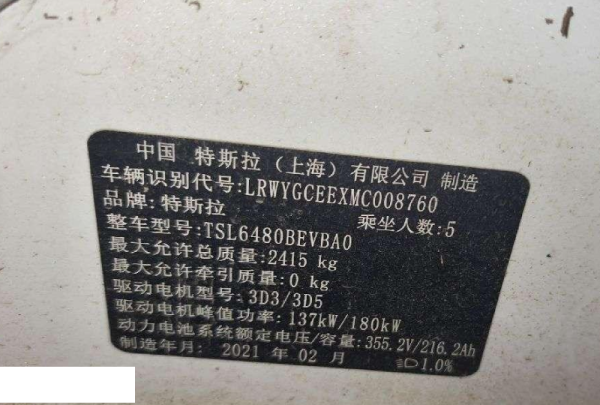 中国 特斯拉（上海）有限公司 制造
车辆识别代号:LRWYGCEEXMC008760
品牌:特斯拉 乘坐人数:5
整车型号:TSL6480BEVBA0
最大允许总质量:2415 kg
最大允许牵引质量:0 kg
驱动电机型号:3D3/3D5
驱动电机峰值功率:137kW/180kW
动力电池系统额定电压/容量:355.2V/216.2Ah
制造年月: 2021 年 02 月 1.0%